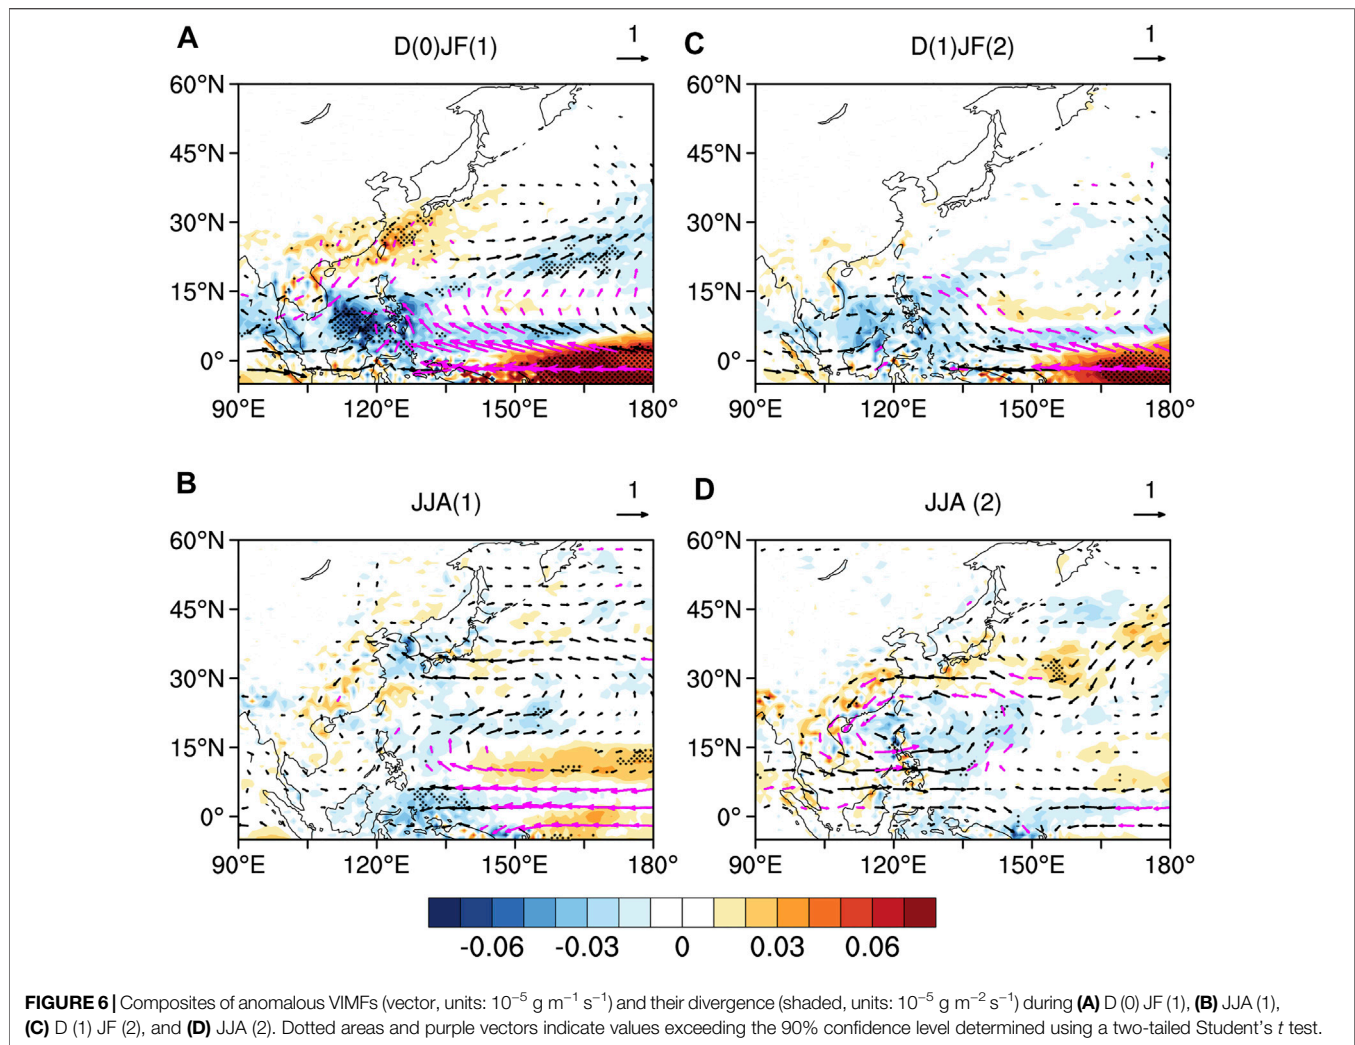 A
D(0)JF(1)
1
60°N
45°N
30°N
15°N
0°
90°E 120°E 150°E 180°
C
D(1)JF(2)
1
60°N
45°N
30°N
15°N
0°
90°E 120°E 150°E 180°
B
JJA(1)
1
60°N
45°N
30°N
15°N
0°
90°E 120°E 150°E 180°
D
JJA (2)
1
60°N
45°N
30°N
15°N
0°
90°E 120°E 150°E 180°
-0.06 -0.03 0 0.03 0.06
FIGURE 6 | Composites of anomalous VIMFs (vector, units: 10⁻⁵ g m⁻¹ s⁻¹) and their divergence (shaded, units: 10⁻⁵ g m⁻² s⁻¹) during (A) D (0) JF (1), (B) JJA (1),
(C) D (1) JF (2), and (D) JJA (2). Dotted areas and purple vectors indicate values exceeding the 90% confidence level determined using a two-tailed Student's t test.